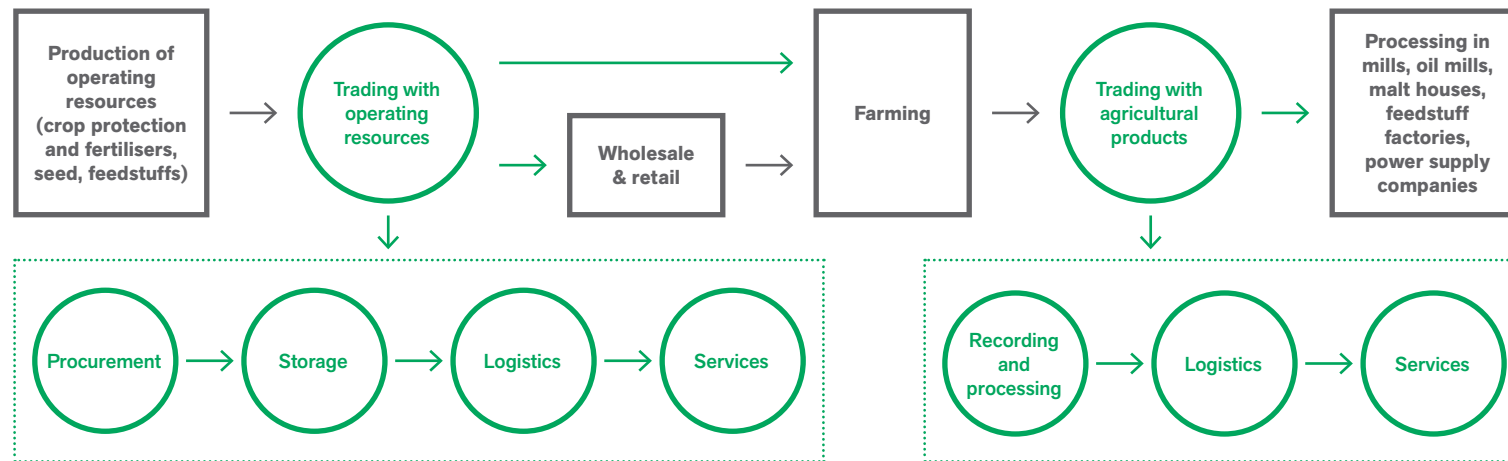 Production of
operating
resources
(crop protection
and fertilisers,
seed, feedstuffs)
Trading with
operating
resources
Wholesale
& retail
Farming
Trading with
agricultural
products
Processing in
mills, oil mills,
malt houses,
feedstuff
factories,
power supply
companies
Procurement
Storage
Logistics
Services
Recording
and
processing
Logistics
Services